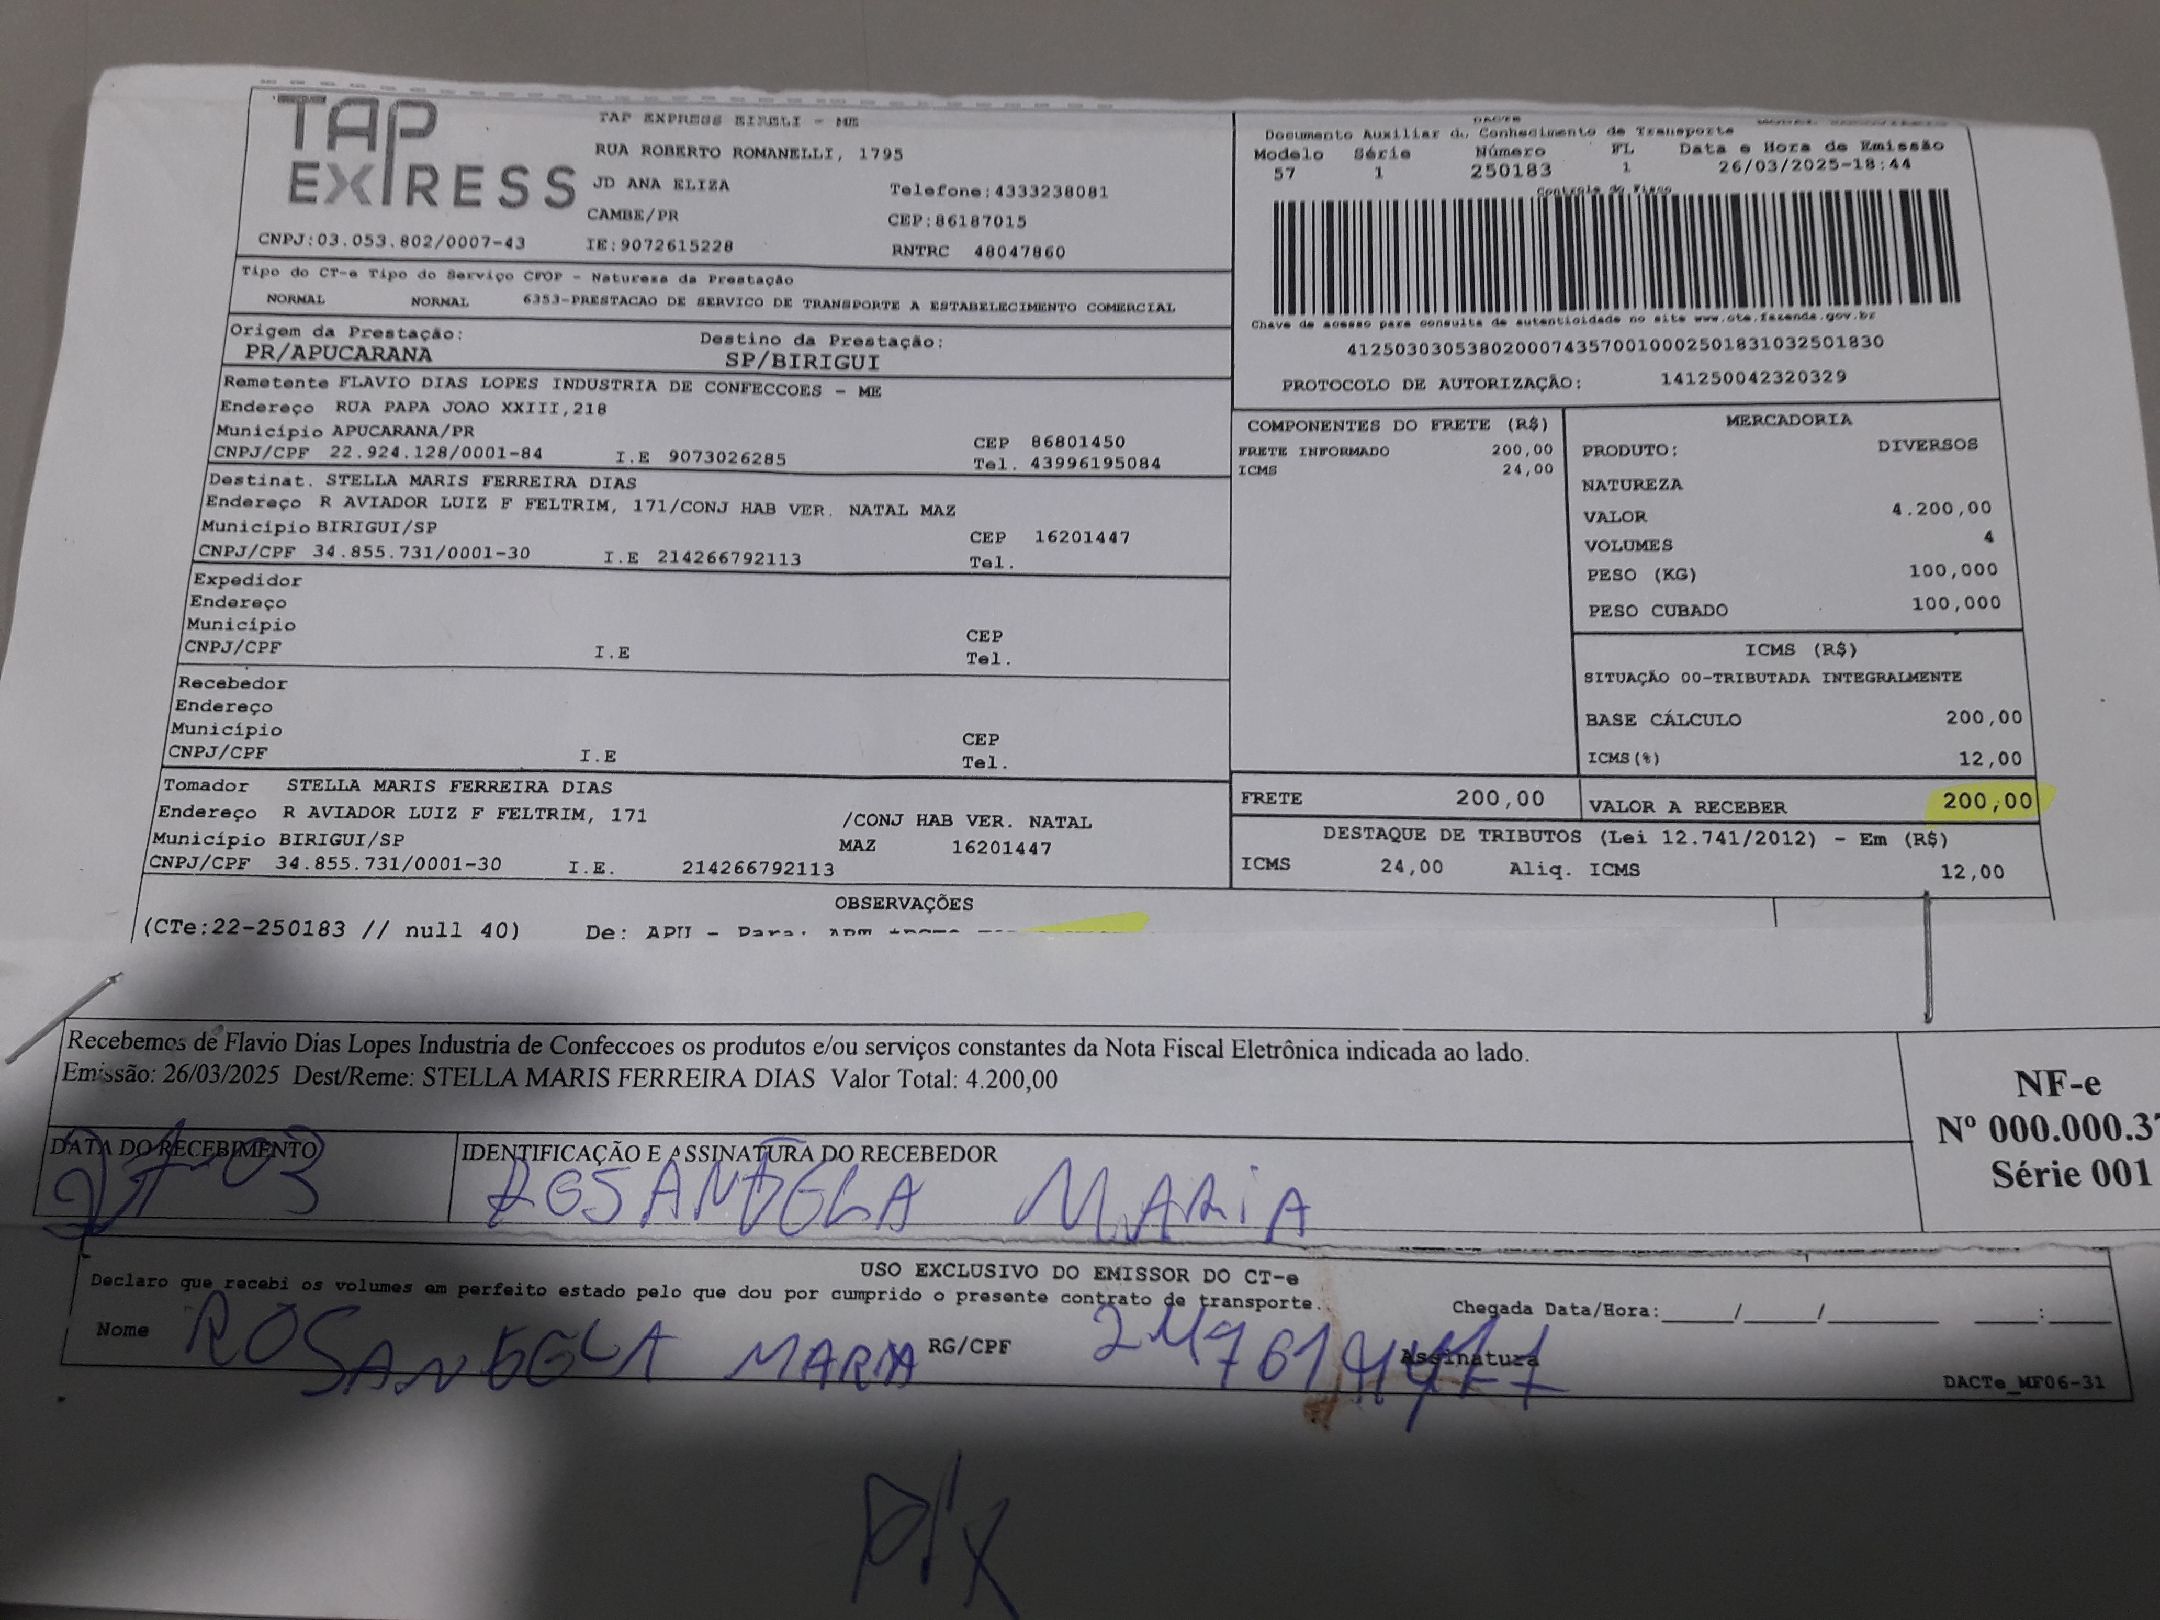 TAP
EXPRESS
TAP EXPRESS EIRELI - ME
RUA ROBERTO ROMANELLI, 1795
JD ANA ELIZA Telefone:4333238081
CAMBE/PR CEP:86187015
CNPJ:03.053.802/0007-43 IE:9072615228 RNTRC 48047860
DACTE
Documento Auxiliar do Conhecimento de Transporte
Modelo Série Número FL Data e Hora de Emissão
57 1 250183 1 26/03/2025-18:44
Controle do Fisco
Chave de acesso para consulta de autenticidade no site www.cte.fazenda.gov.br
41250303053802000743570010002501831032501830
PROTOCOLO DE AUTORIZAÇÃO: 141250042320329
Tipo do CT-e Tipo do Serviço CFOP - Natureza da Prestação
NORMAL NORMAL 6353-PRESTACAO DE SERVICO DE TRANSPORTE A ESTABELECIMENTO COMERCIAL
Origem da Prestação: Destino da Prestação:
PR/APUCARANA SP/BIRIGUI
Remetente FLAVIO DIAS LOPES INDUSTRIA DE CONFECCOES - ME
Endereço RUA PAPA JOAO XXIII,218
Município APUCARANA/PR CEP 86801450
CNPJ/CPF 22.924.128/0001-84 I.E 9073026285 Tel. 43996195084
Destinat. STELLA MARIS FERREIRA DIAS
Endereço R AVIADOR LUIZ F FELTRIM, 171/CONJ HAB VER. NATAL MAZ
Município BIRIGUI/SP CEP 16201447
CNPJ/CPF 34.855.731/0001-30 I.E 214266792113 Tel.
Expedidor
Endereço
Município CEP
CNPJ/CPF I.E Tel.
Recebedor
Endereço
Município CEP
CNPJ/CPF I.E Tel.
Tomador STELLA MARIS FERREIRA DIAS
Endereço R AVIADOR LUIZ F FELTRIM, 171 /CONJ HAB VER. NATAL
Município BIRIGUI/SP MAZ 16201447
CNPJ/CPF 34.855.731/0001-30 I.E. 214266792113
COMPONENTES DO FRETE (R$)
FRETE INFORMADO 200,00
ICMS 24,00
MERCADORIA
PRODUTO: DIVERSOS
NATUREZA
VALOR 4.200,00
VOLUMES 4
PESO (KG) 100,000
PESO CUBADO 100,000
ICMS (R$)
SITUAÇÃO 00-TRIBUTADA INTEGRALMENTE
BASE CÁLCULO 200,00
ICMS(%) 12,00
FRETE 200,00 VALOR A RECEBER 200,00
DESTAQUE DE TRIBUTOS (Lei 12.741/2012) - Em (R$)
ICMS 24,00 Aliq. ICMS 12,00
OBSERVAÇÕES
(CTe:22-250183 // null 40) De: APU - Para:
Recebemos de Flavio Dias Lopes Industria de Confeccoes os produtos e/ou serviços constantes da Nota Fiscal Eletrônica indicada ao lado.
Emissão: 26/03/2025 Dest/Reme: STELLA MARIS FERREIRA DIAS Valor Total: 4.200,00
NF-e
Nº 000.000.37
Série 001
DATA DO RECEBIMENTO IDENTIFICAÇÃO E ASSINATURA DO RECEBEDOR
27-03 ROSANGELA MARIA
USO EXCLUSIVO DO EMISSOR DO CT-e
Declaro que recebi os volumes em perfeito estado pelo que dou por cumprido o presente contrato de transporte.
Chegada Data/Hora:_____/_____/________ ____:____
Nome ROSANGELA MARIA RG/CPF Assinatura
DACTe_MF06-31
PIX